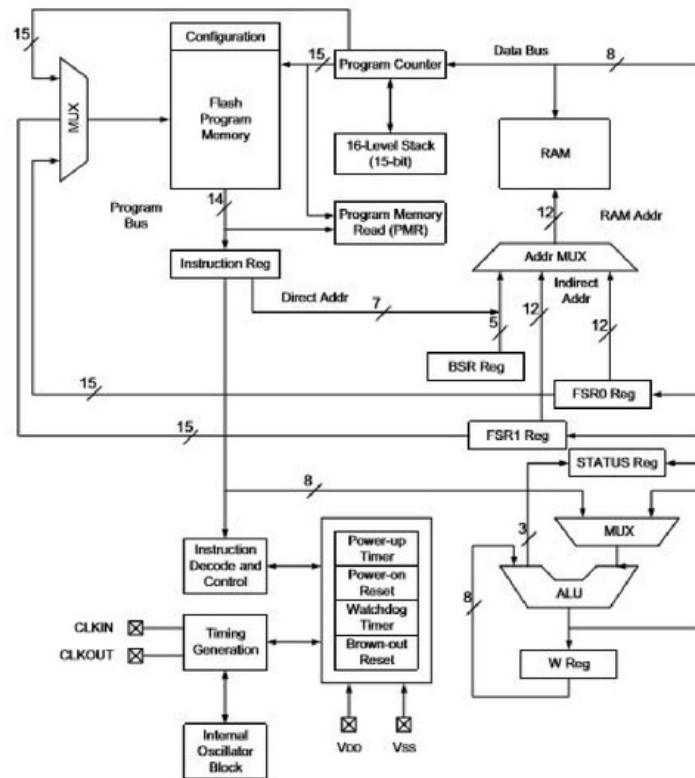 15
Configuration
15
Program Counter
Data Bus
8
MUX
Flash
Program
Memory
16-Level Stack
(15-bit)
RAM
Program
Bus
14
Program Memory
Read (PMR)
12
RAM Addr
Instruction Reg
Addr MUX
Direct Addr
7
Indirect
Addr
5
12
12
BSR Reg
15
FSR0 Reg
15
FSR1 Reg
STATUS Reg
8
3
MUX
Instruction
Decode and
Control
Power-up
Timer
Power-on
Reset
Watchdog
Timer
Brown-out
Reset
8
ALU
CLKIN
CLKOUT
Timing
Generation
W Reg
Internal
Oscillator
Block
VDD
VSS